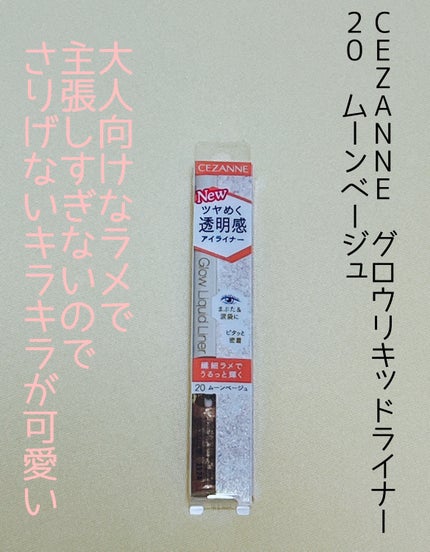 CEZANNE グロウリキッドライナー
20 ムーンベージュ
大人向けなラメで
主張しすぎないので
さりげないキラキラが可愛い
CEZANNE
New
ツヤめく
透明感
アイライナー
Glow Liquid Liner
まぶた&
涙袋に
ピタッと
密着
繊細ラメで
うるっと輝く
20 ムーンベージュ